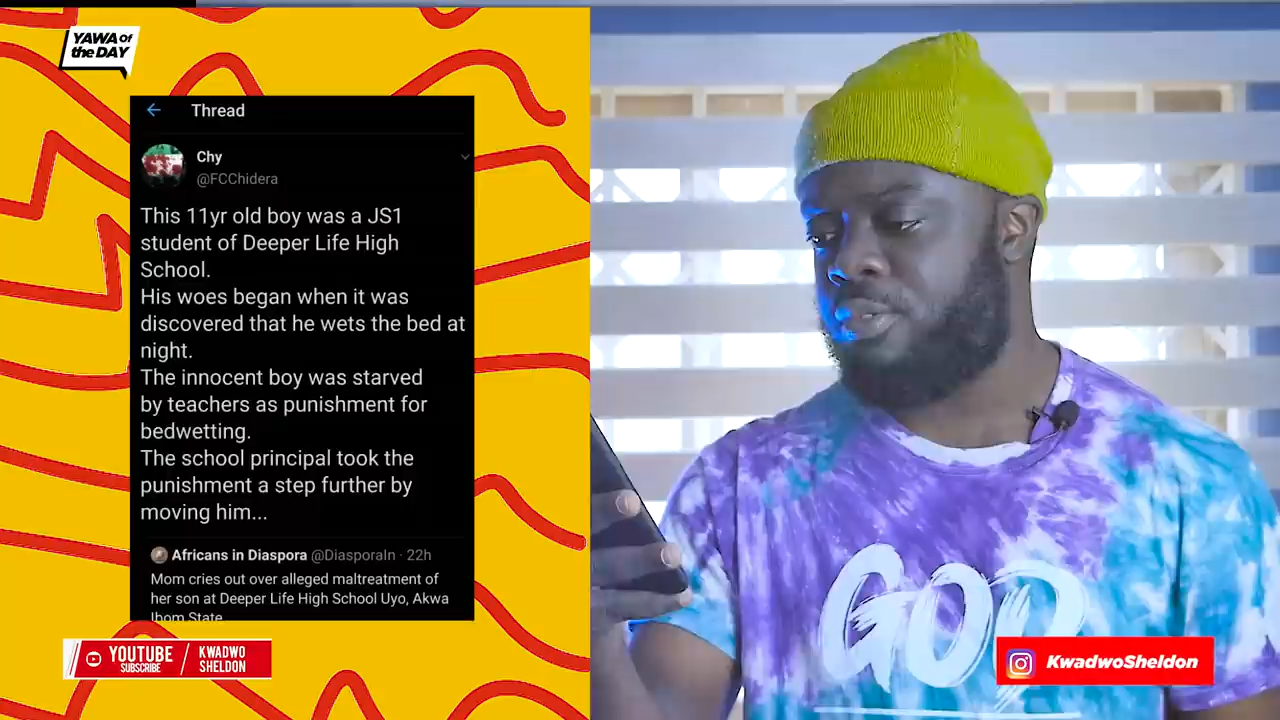 YAWA of
the DAY
Thread
Chy
@FCChidera
This 11yr old boy was a JS1
student of Deeper Life High
School.
His woes began when it was
discovered that he wets the bed at
night.
The innocent boy was starved
by teachers as punishment for
bedwetting.
The school principal took the
punishment a step further by
moving him...
Africans in Diaspora @DiasporaIn · 22h
Mom cries out over alleged maltreatment of
her son at Deeper Life High School Uyo, Akwa
Ibom State
YOUTUBE
SUBSCRIBE
KWADWO
SHELDON
GOD
KwadwoSheldon